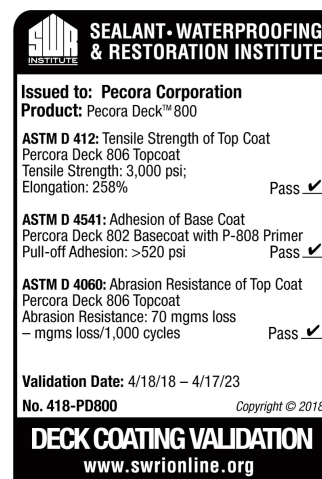 SWR
INSTITUTE
SEALANT • WATERPROOFING
& RESTORATION INSTITUTE
Issued to: Pecora Corporation
Product: Pecora Deck™ 800
ASTM D 412: Tensile Strength of Top Coat
Percora Deck 806 Topcoat
Tensile Strength: 3,000 psi;
Elongation: 258% Pass ✔
ASTM D 4541: Adhesion of Base Coat
Percora Deck 802 Basecoat with P-808 Primer
Pull-off Adhesion: >520 psi Pass ✔
ASTM D 4060: Abrasion Resistance of Top Coat
Percora Deck 806 Topcoat
Abrasion Resistance: 70 mgms loss
– mgms loss/1,000 cycles Pass ✔
Validation Date: 4/18/18 – 4/17/23
No. 418-PD800 Copyright © 2018
DECK COATING VALIDATION
www.swrionline.org